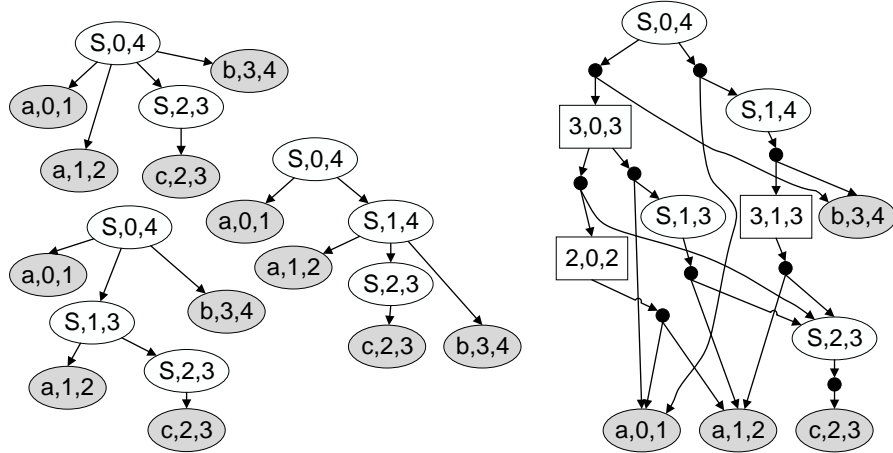 S,0,4
b,3,4
a,0,1
S,2,3
a,1,2
c,2,3
S,0,4
a,0,1
S,1,4
a,1,2
S,2,3
c,2,3
b,3,4
S,0,4
a,0,1
b,3,4
S,1,3
a,1,2
S,2,3
c,2,3
S,0,4
3,0,3
S,1,4
S,1,3
3,1,3
b,3,4
2,0,2
S,2,3
a,0,1
a,1,2
c,2,3